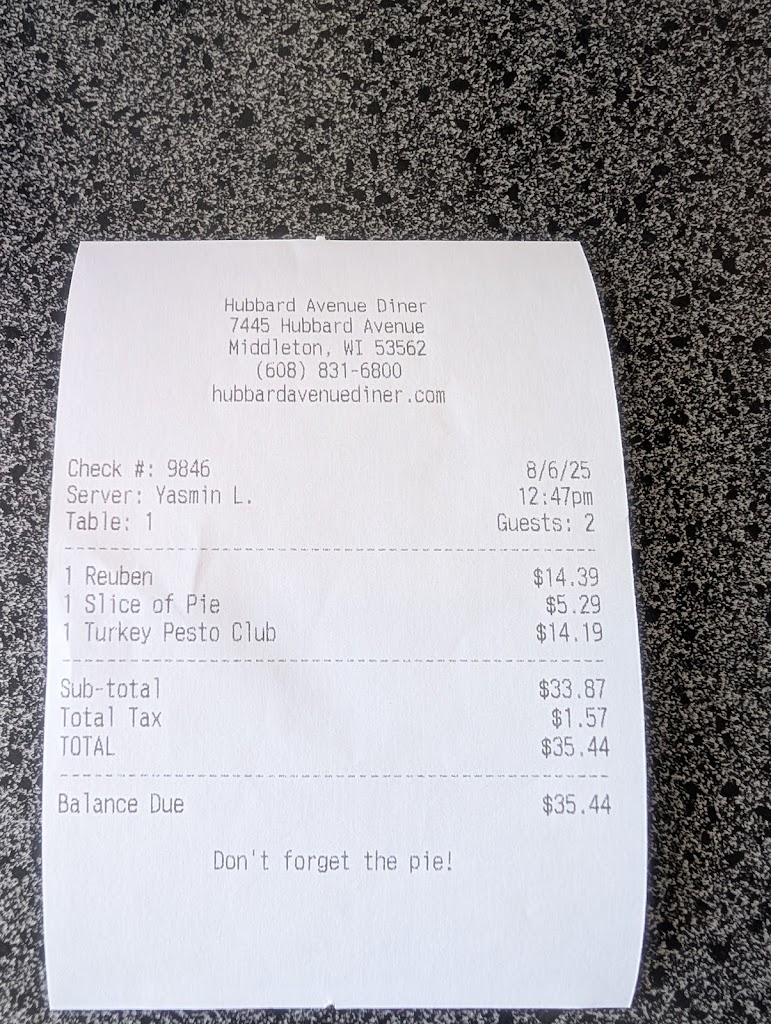 Hubbard Avenue Diner
7445 Hubbard Avenue
Middleton, WI 53562
(608) 831-6800
hubbardavenuediner.com
Check #: 9846 8/6/25
Server: Yasmin L. 12:47pm
Table: 1 Guests: 2
1 Reuben $14.39
1 Slice of Pie $5.29
1 Turkey Pesto Club $14.19
Sub-total $33.87
Total Tax $1.57
TOTAL $35.44
Balance Due $35.44
Don't forget the pie!